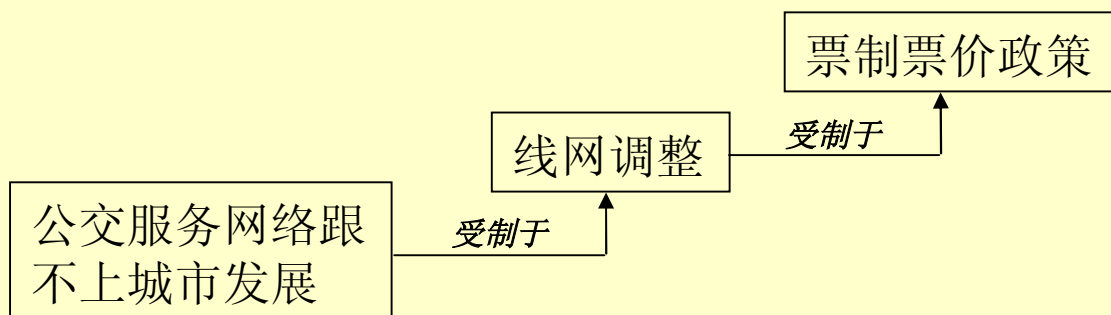 票制票价政策
受制于
线网调整
受制于
公交服务网络跟
不上城市发展